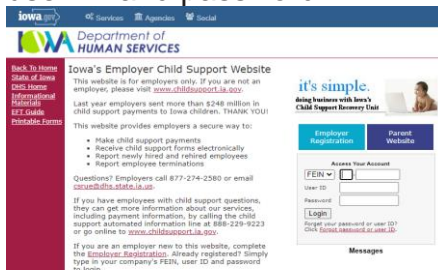 iowa.gov Services Agencies Social
IOWA Department of
HUMAN SERVICES
Back To Home
State of Iowa
DHS Home
Informational
Materials
EFT Guide
Printable Forms
Iowa's Employer Child Support Website
This website is for employers only. If you are not an
employer, please visit www.childsupport.ia.gov.
Last year employers sent more than $248 million in
child support payments to Iowa children. THANK YOU!
This website provides employers a secure way to:
Make child support payments
Receive child support forms electronically
Report newly hired and rehired employees
Report employee terminations
Questions? Employers call 877-274-2580 or email
csrue@dhs.state.ia.us.
If you have employees with child support questions,
they can get more information about our services,
including payment information, by calling the child
support automated information line at 888-229-9223
or go online to www.childsupport.ia.gov.
If you are an employer new to this website, complete
the Employer Registration. Already registered? Simply
type in your company's FEIN, user ID and password
to login.
it's simple.
doing business with Iowa's
Child Support Recovery Unit
Employer
Registration
Parent
Website
Access Your Account
FEIN -
User ID
Password
Login
Forget your password or user ID?
Click Forgot password or user ID.
Messages